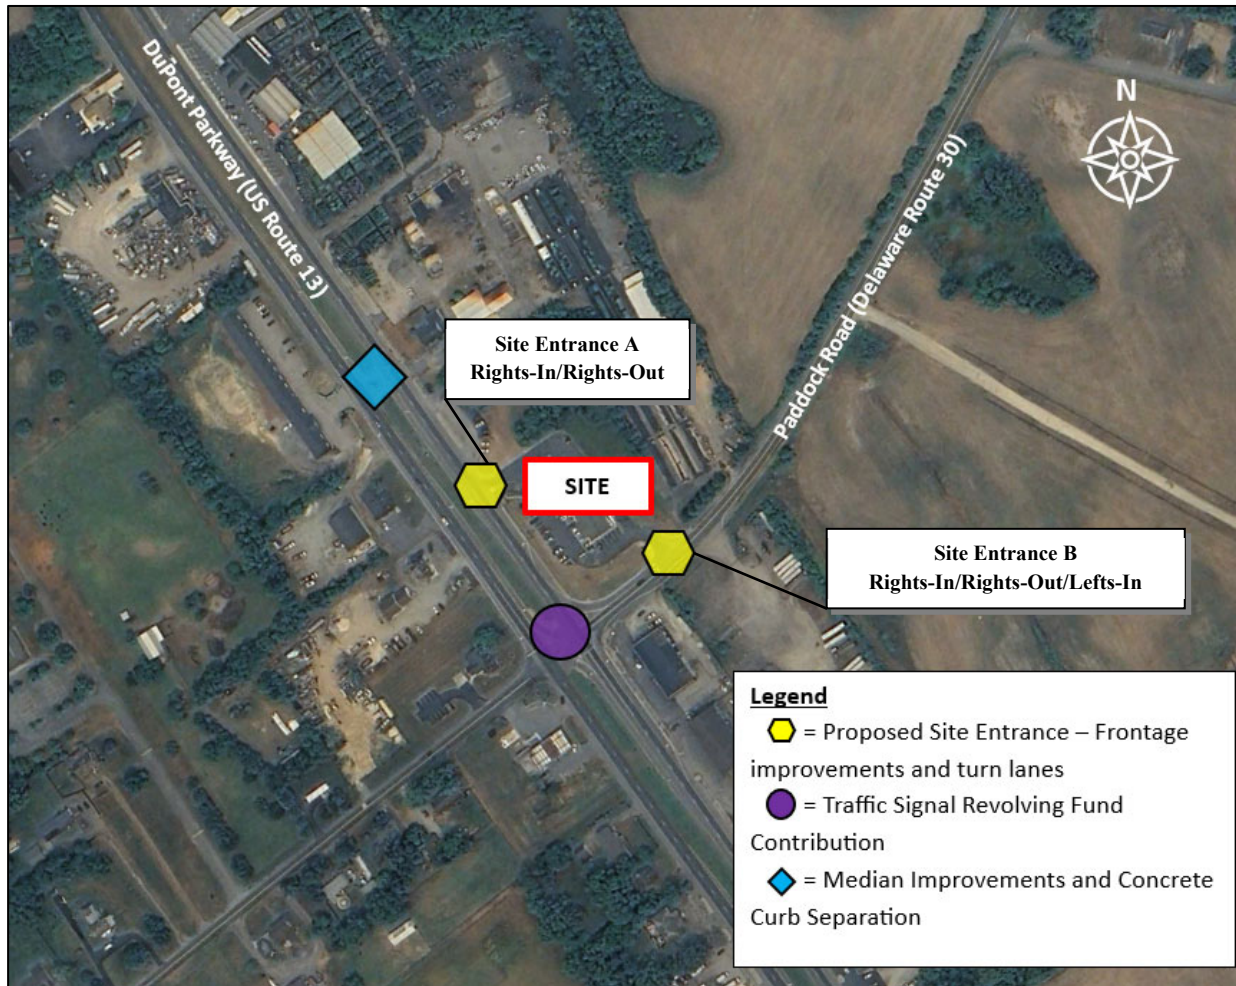 DuPont Parkway (US Route 13)
N
Paddock Road (Delaware Route 30)
Site Entrance A
Rights-In/Rights-Out
SITE
Site Entrance B
Rights-In/Rights-Out/Lefts-In
Legend
= Proposed Site Entrance – Frontage
improvements and turn lanes
= Traffic Signal Revolving Fund
Contribution
= Median Improvements and Concrete
Curb Separation